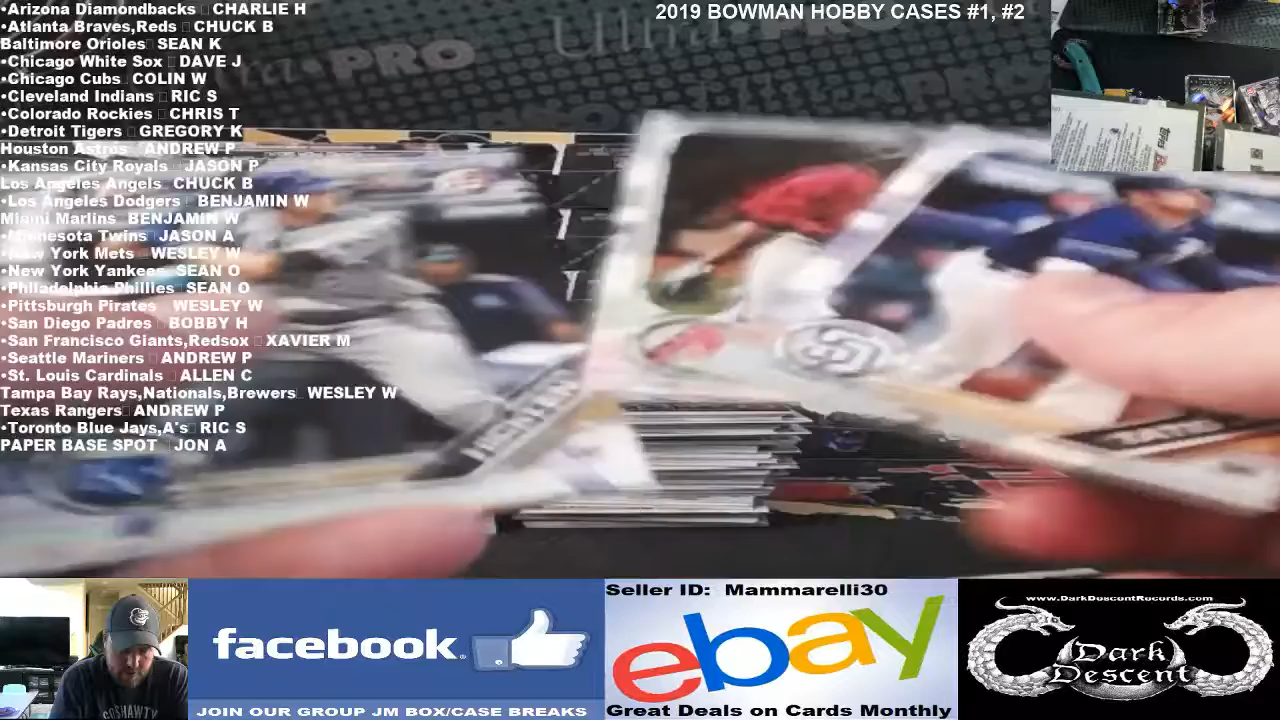 •Arizona Diamondbacks CHARLIE H
•Atlanta Braves,Reds CHUCK B
Baltimore Orioles SEAN K
•Chicago White Sox DAVE J
•Chicago Cubs COLIN W
•Cleveland Indians RIC S
•Colorado Rockies CHRIS T
•Detroit Tigers GREGORY K
Houston Astros ANDREW P
•Kansas City Royals JASON P
Los Angeles Angels CHUCK B
•Los Angeles Dodgers BENJAMIN W
Miami Marlins BENJAMIN W
•Minnesota Twins JASON A
•New York Mets WESLEY W
•New York Yankees SEAN O
•Philadelphia Phillies SEAN O
•Pittsburgh Pirates WESLEY W
•San Diego Padres BOBBY H
•San Francisco Giants,Redsox XAVIER M
•Seattle Mariners ANDREW P
•St. Louis Cardinals ALLEN C
Tampa Bay Rays,Nationals,Brewers WESLEY W
Texas Rangers ANDREW P
•Toronto Blue Jays,A's RIC S
PAPER BASE SPOT JON A
2019 BOWMAN HOBBY CASES #1, #2
Ultra PRO
PRO
SD
facebook
JOIN OUR GROUP JM BOX/CASE BREAKS
Seller ID: Mammarelli30
ebay
Great Deals on Cards Monthly
www.DarkDescentRecords.com
Dark
Descent